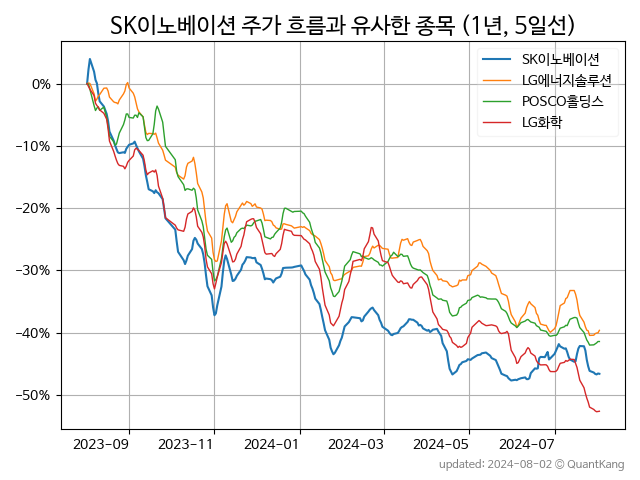 SK이노베이션 주가 흐름과 유사한 종목 (1년, 5일선)
SK이노베이션
LG에너지솔루션
POSCO홀딩스
LG화학
0%
−10%
−20%
−30%
−40%
−50%
2023-09
2023-11
2024-01
2024-03
2024-05
2024-07
updated: 2024-08-02 © QuantKang